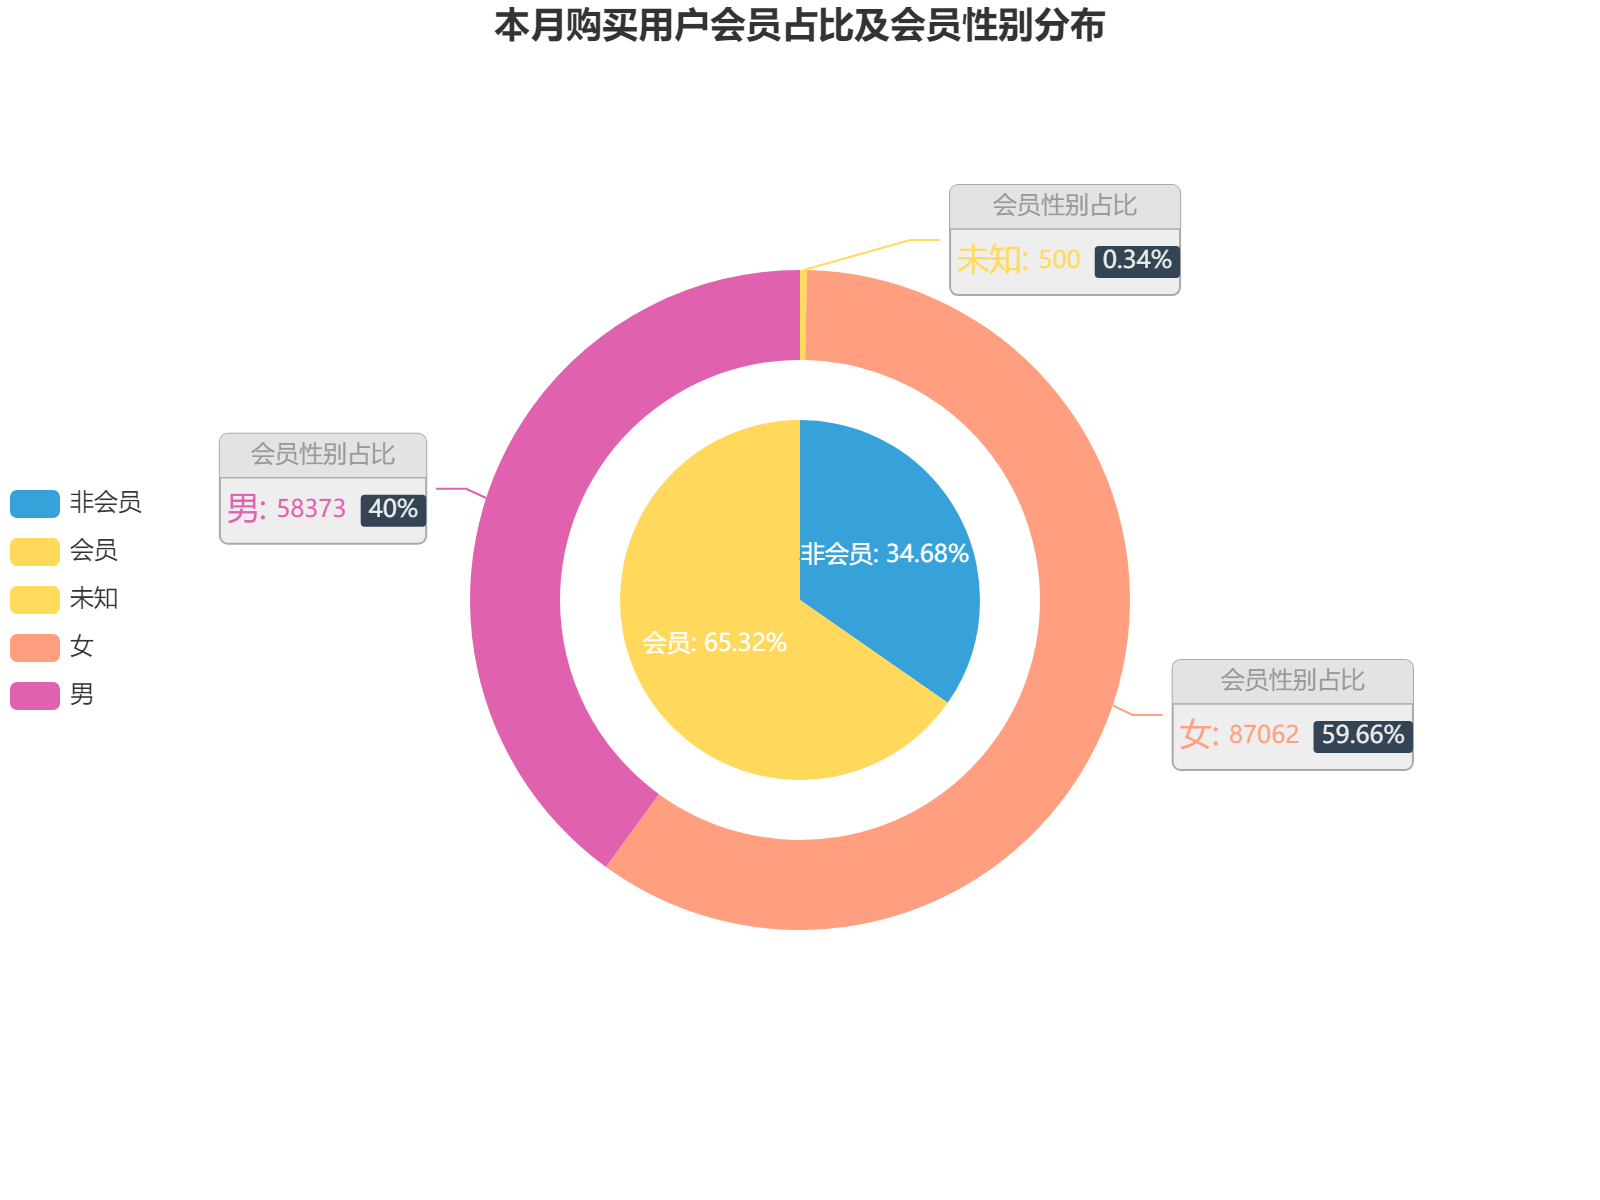 本月购买用户会员占比及会员性别分布
会员性别占比
未知: 500 0.34%
会员性别占比
男: 58373 40%
非会员
会员
未知
女
男
非会员: 34.68%
会员: 65.32%
会员性别占比
女: 87062 59.66%